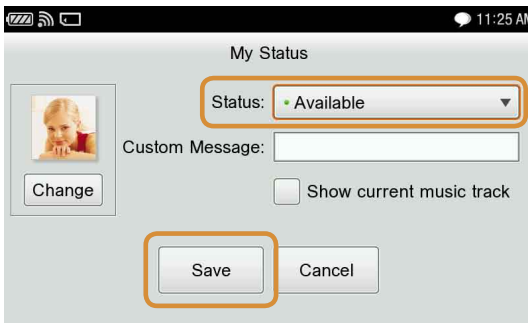 11:25 AM
My Status
Status: Available
Custom Message:
Change
Show current music track
Save
Cancel